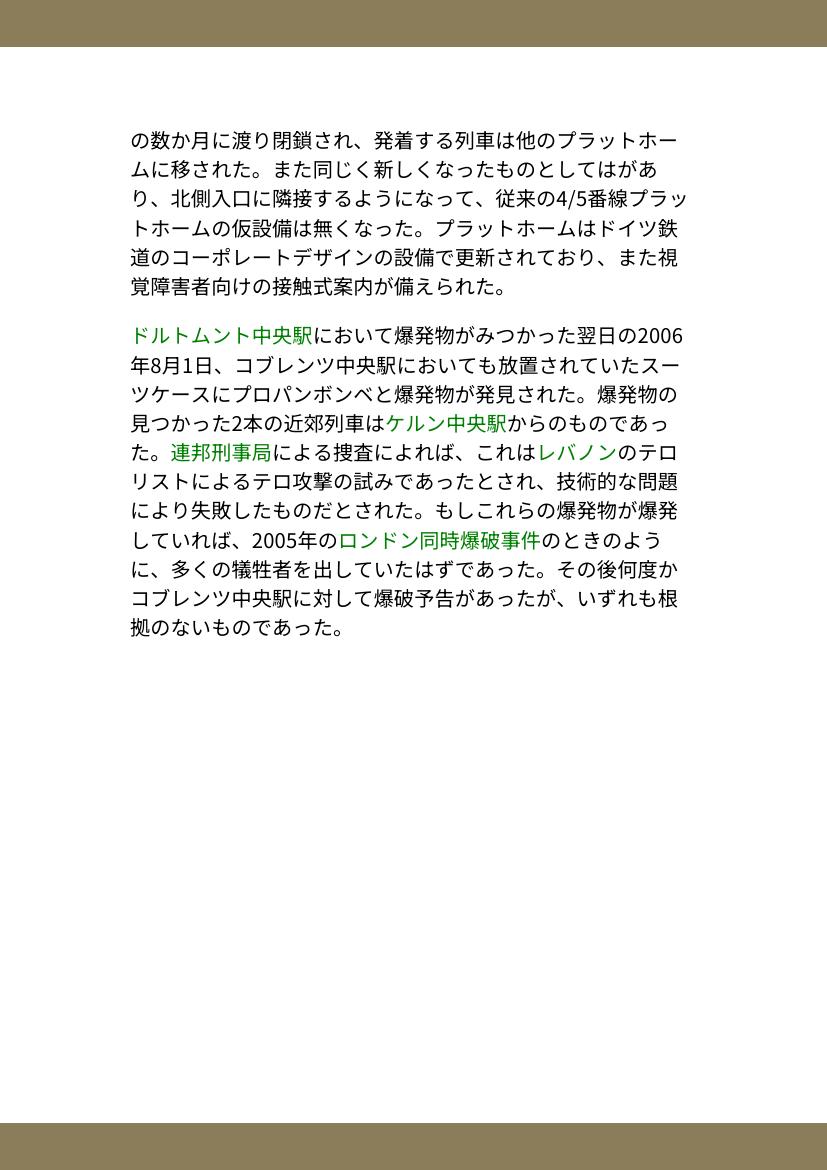 の数か月に渡り閉鎖され、発着する列車は他のプラットホー
ムに移された。また同じく新しくなったものとしてはがあ
り、北側入口に隣接するようになって、従来の4/5番線プラッ
トホームの仮設備は無くなった。プラットホームはドイツ鉄
道のコーポレートデザインの設備で更新されており、また視
覚障害者向けの接触式案内が備えられた。
ドルトムント中央駅において爆発物がみつかった翌日の2006
年8月1日、コブレンツ中央駅においても放置されていたスー
ツケースにプロパンボンベと爆発物が発見された。爆発物の
見つかった2本の近郊列車はケルン中央駅からのものであっ
た。連邦刑事局による捜査によれば、これはレバノンのテロ
リストによるテロ攻撃の試みであったとされ、技術的な問題
により失敗したものだとされた。もしこれらの爆発物が爆発
していれば、2005年のロンドン同時爆破事件のときのよう
に、多くの犠牲者を出していたはずであった。その後何度か
コブレンツ中央駅に対して爆破予告があったが、いずれも根
拠のないものであった。